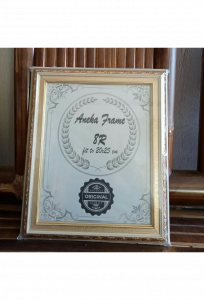 Aneka Frame
8R
fit to 20x25 cm
ORIGINAL